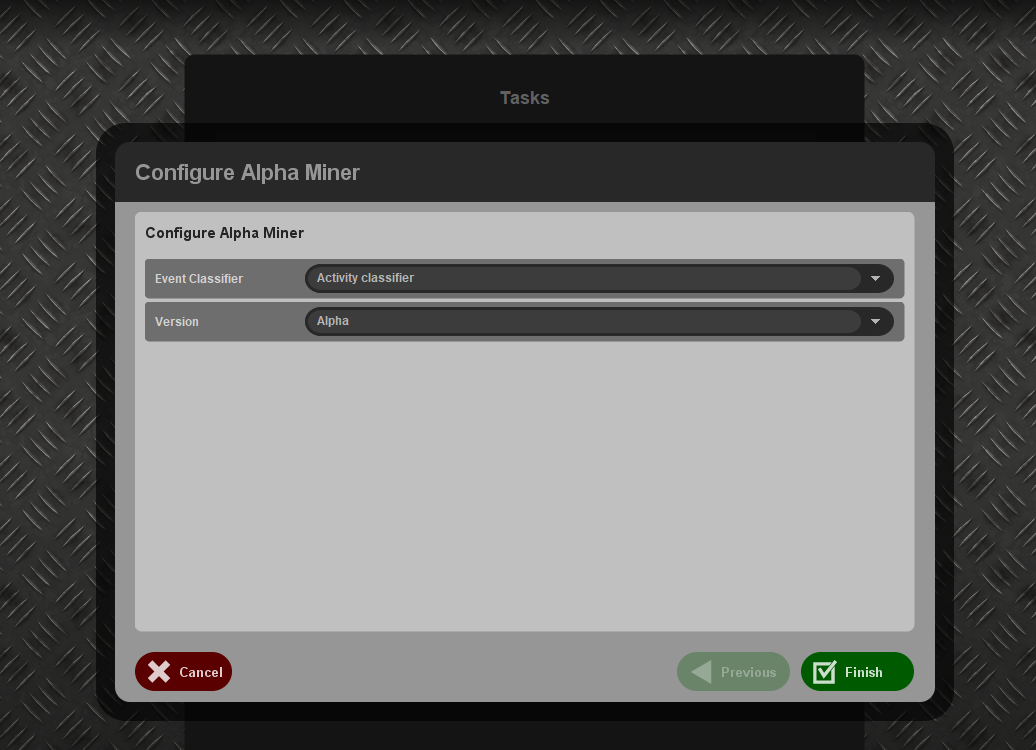 Tasks
Configure Alpha Miner
Configure Alpha Miner
Event Classifier Activity classifier
Version Alpha
Cancel Previous Finish